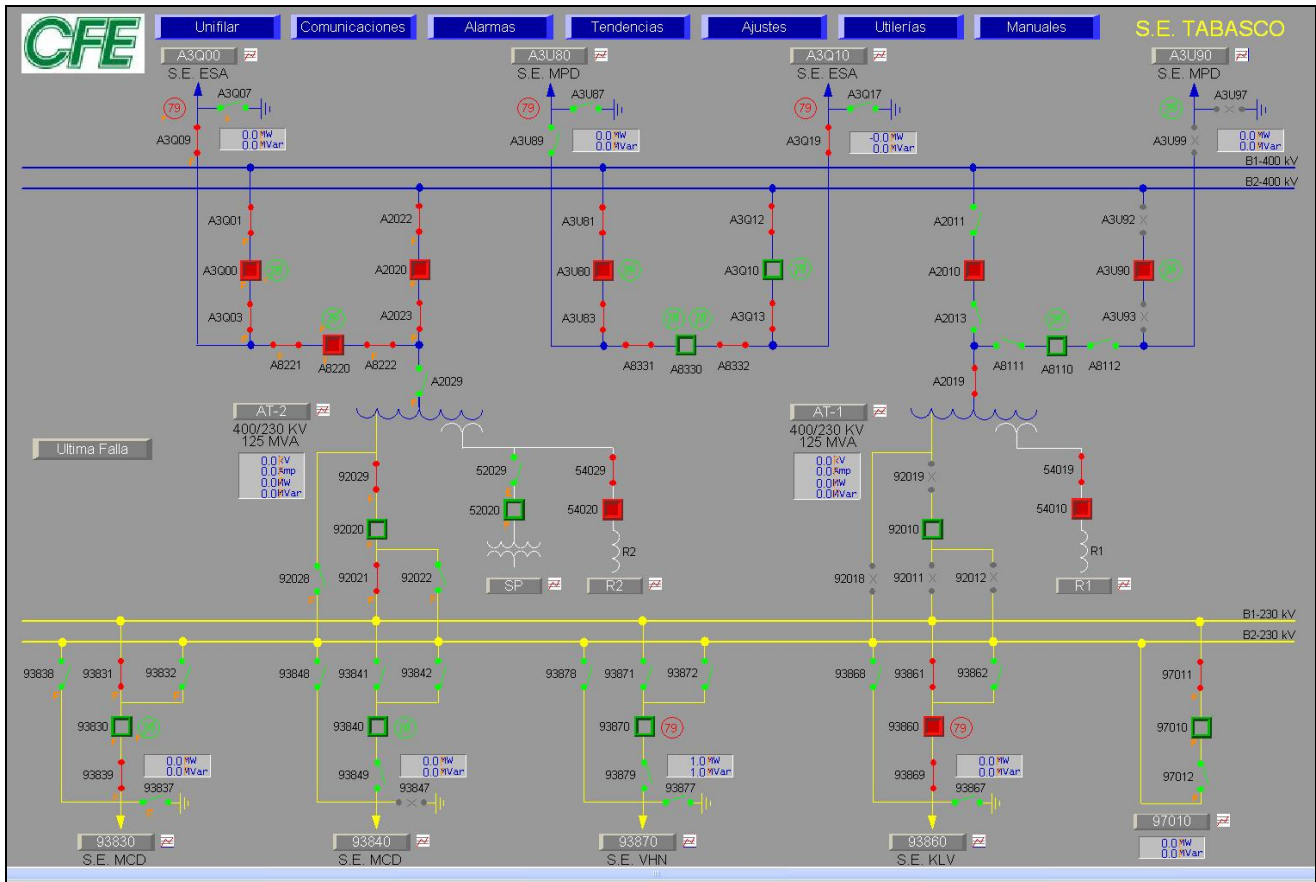 CFE
Unifilar Comunicaciones Alarmas Tendencias Ajustes Utilerías Manuales S.E. TABASCO
A3Q00 A3U80 A3Q10 A3U90
S.E. ESA S.E. MPD S.E. ESA S.E. MPD
A3Q07 A3U87 A3Q17 A3U97
79 79 79
A3Q09 0.0 MW A3U89 0.0 MW A3Q19 -0.0 MW A3U99 0.0 MW
0.0 MVar 0.0 MVar 0.0 MVar 0.0 MVar
B1-400 kV
B2-400 kV
A3Q01 A2022 A3U81 A3Q12 A2011 A3U92
A3Q00 A2020 A3U80 A3Q10 A2010 A3U90
A3Q03 A2023 A3U83 A3Q13 A2013 A3U93
A8221 A8220 A8222 A8331 A8330 A8332 A8111 A8110 A8112
A2029 A2019
AT-2 AT-1
400/230 KV 400/230 KV
125 MVA 125 MVA
Ultima Falla
0.0 kV 0.0 kV
0.0 Amp 0.0 Amp
0.0 MW 0.0 MW
0.0 MVar 0.0 MVar
92029 52029 54029 92019 54019
92020 52020 54020 92010 54010
R2 R1
92028 92021 92022 SP R2 92018 92011 92012 R1
B1-230 kV
B2-230 kV
93838 93831 93832 93848 93841 93842 93878 93871 93872 93868 93861 93862 97011
93830 93840 93870 79 93860 79 97010
93839 0.0 MW 93849 0.0 MW 93879 1.0 MW 93869 0.0 MW 97012
0.0 MVar 0.0 MVar 1.0 MVar 0.0 MVar
93837 93847 93877 93867
93830 93840 93870 93860 97010
S.E. MCD S.E. MCD S.E. VHN S.E. KLV 0.0 MW
0.0 MVar